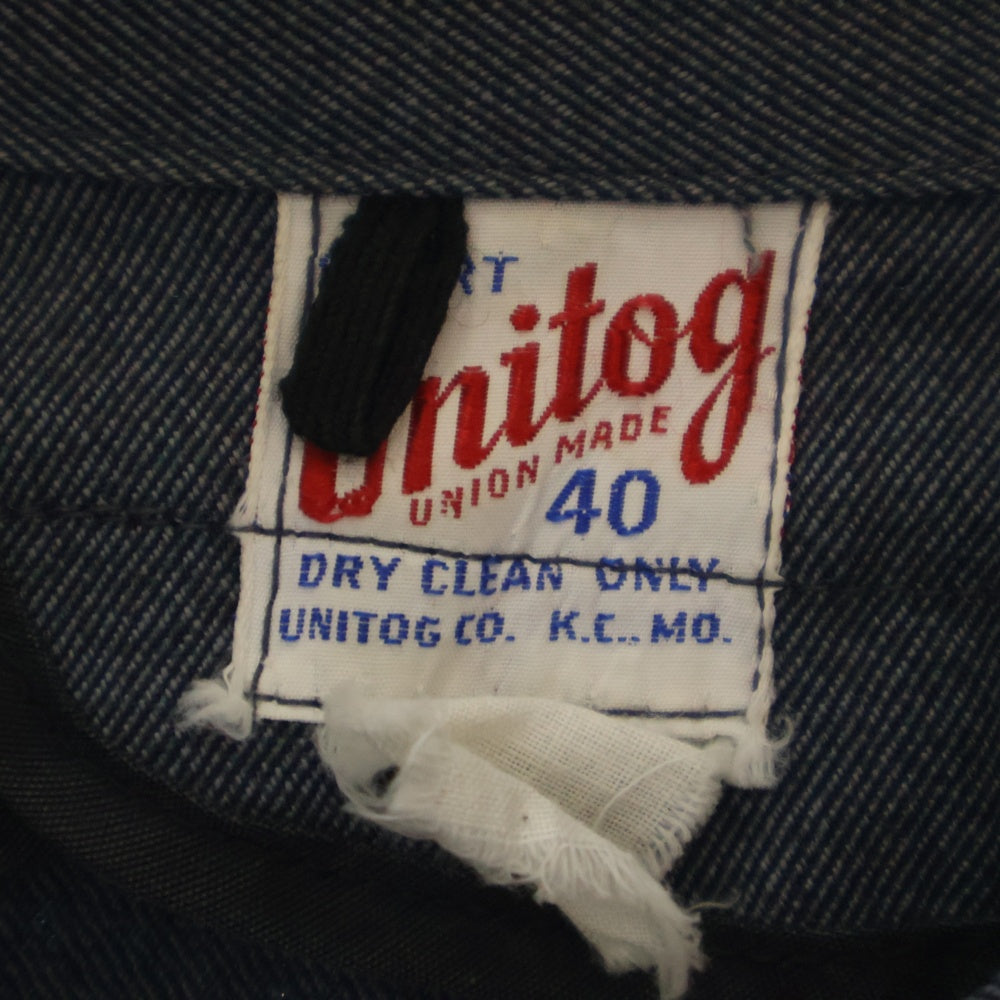 Unitog
UNION MADE
40
DRY CLEAN ONLY
UNITOG CO. K.C., MO.